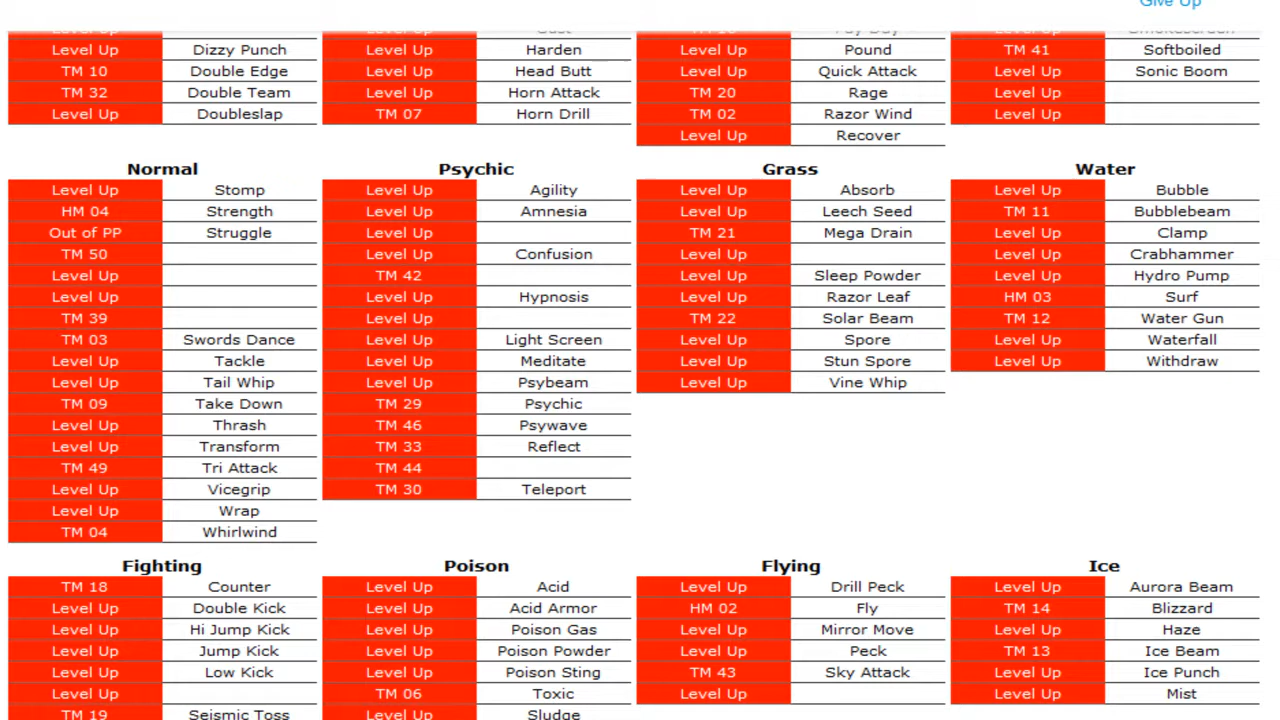 Give Up
Level Up Dizzy Punch Level Up Harden Level Up Pound TM 41 Softboiled
TM 10 Double Edge Level Up Head Butt Level Up Quick Attack Level Up Sonic Boom
TM 32 Double Team Level Up Horn Attack TM 20 Rage Level Up
Level Up Doubleslap TM 07 Horn Drill TM 02 Razor Wind Level Up
Level Up Recover
Normal Psychic Grass Water
Level Up Stomp Level Up Agility Level Up Absorb Level Up Bubble
HM 04 Strength Level Up Amnesia Level Up Leech Seed TM 11 Bubblebeam
Out of PP Struggle Level Up TM 21 Mega Drain Level Up Clamp
TM 50 Level Up Confusion Level Up Level Up Crabhammer
Level Up TM 42 Level Up Sleep Powder Level Up Hydro Pump
Level Up Level Up Hypnosis Level Up Razor Leaf HM 03 Surf
TM 39 Level Up TM 22 Solar Beam TM 12 Water Gun
TM 03 Swords Dance Level Up Light Screen Level Up Spore Level Up Waterfall
Level Up Tackle Level Up Meditate Level Up Stun Spore Level Up Withdraw
Level Up Tail Whip Level Up Psybeam Level Up Vine Whip
TM 09 Take Down TM 29 Psychic
Level Up Thrash TM 46 Psywave
Level Up Transform TM 33 Reflect
TM 49 Tri Attack TM 44
Level Up Vicegrip TM 30 Teleport
Level Up Wrap
TM 04 Whirlwind
Fighting Poison Flying Ice
TM 18 Counter Level Up Acid Level Up Drill Peck Level Up Aurora Beam
Level Up Double Kick Level Up Acid Armor HM 02 Fly TM 14 Blizzard
Level Up Hi Jump Kick Level Up Poison Gas Level Up Mirror Move Level Up Haze
Level Up Jump Kick Level Up Poison Powder Level Up Peck TM 13 Ice Beam
Level Up Low Kick Level Up Poison Sting TM 43 Sky Attack Level Up Ice Punch
Level Up TM 06 Toxic Level Up Level Up Mist
TM 19 Seismic Toss Level Up Sludge